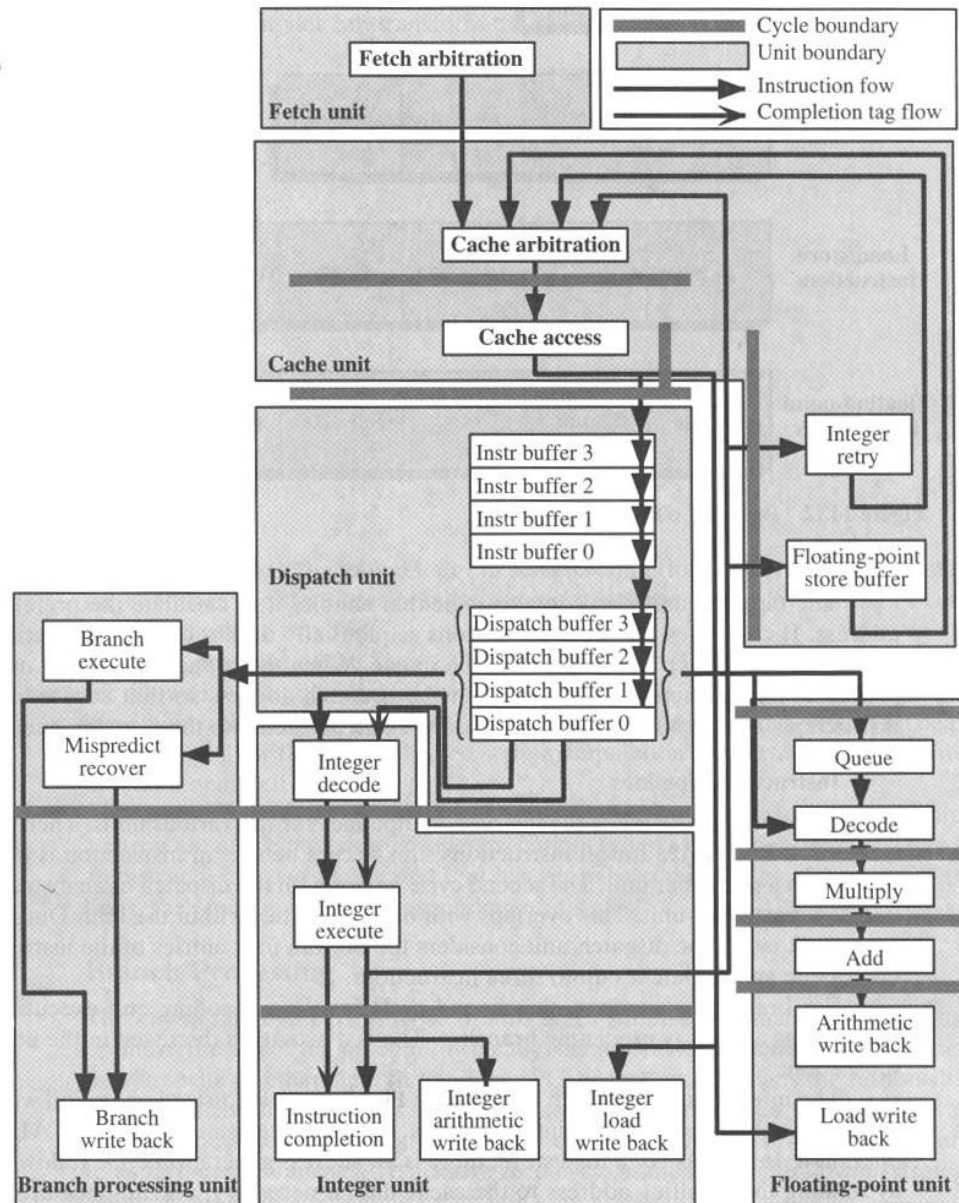 Fetch arbitration
Fetch unit
Cycle boundary
Unit boundary
Instruction fow
Completion tag flow
Cache arbitration
Cache access
Cache unit
Integer
retry
Floating-point
store buffer
Instr buffer 3
Instr buffer 2
Instr buffer 1
Instr buffer 0
Dispatch unit
Dispatch buffer 3
Dispatch buffer 2
Dispatch buffer 1
Dispatch buffer 0
Branch
execute
Mispredict
recover
Branch
write back
Branch processing unit
Integer
decode
Integer
execute
Instruction
completion
Integer
arithmetic
write back
Integer
load
write back
Integer unit
Queue
Decode
Multiply
Add
Arithmetic
write back
Load write
back
Floating-point unit